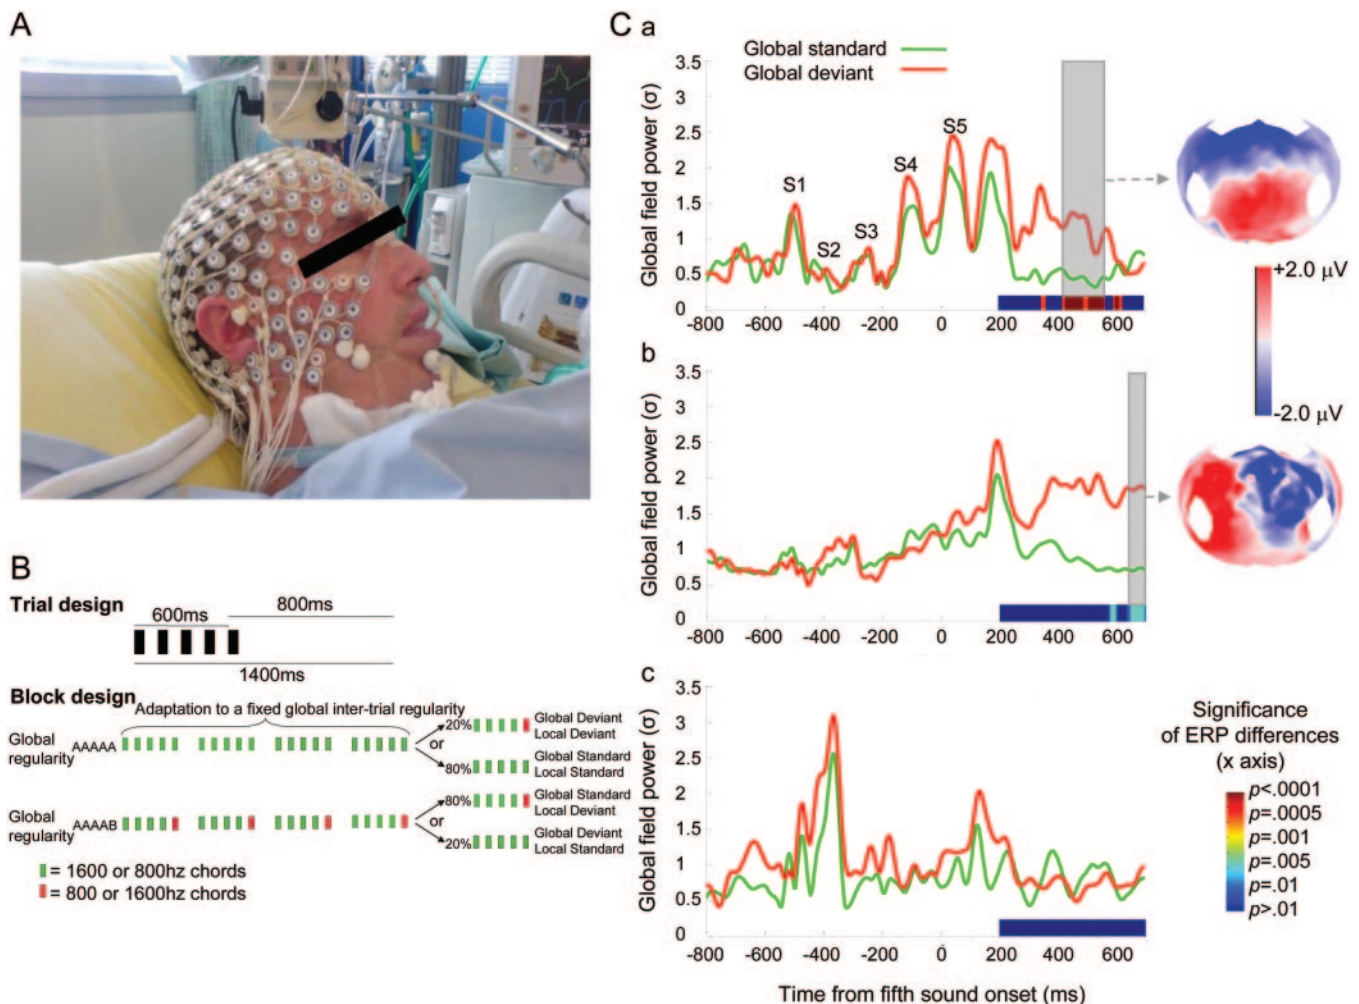 A
B
Trial design
600ms
800ms
1400ms
Block design
Adaptation to a fixed global inter-trial regularity
Global
regularity
AAAAA
20%
Global Deviant
Local Deviant
or
80%
Global Standard
Local Standard
Global
regularity
AAAAB
80%
Global Standard
Local Deviant
or
20%
Global Deviant
Local Standard
= 1600 or 800hz chords
= 800 or 1600hz chords
C a
Global standard
Global deviant
Global field power (σ)
3.5
3
2.5
2
1.5
1
0.5
0
S1
S2
S3
S4
S5
-800 -600 -400 -200 0 200 400 600
+2.0 µV
-2.0 µV
b
Global field power (σ)
3.5
3
2.5
2
1.5
1
0.5
0
-800 -600 -400 -200 0 200 400 600
c
Global field power (σ)
3.5
3
2.5
2
1.5
1
0.5
0
-800 -600 -400 -200 0 200 400 600
Time from fifth sound onset (ms)
Significance
of ERP differences
(x axis)
p<.0001
p=.0005
p=.001
p=.005
p=.01
p>.01